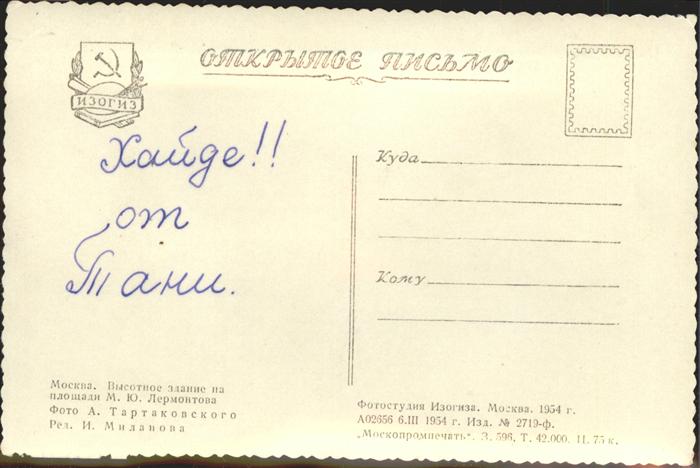 ИЗОГИЗ
ОТКРЫТОЕ ПИСЬМО
Хайде!!
от
Тани.
Куда
Кому
Москва. Высотное здание на
площади М. Ю. Лермонтова
Фото А. Тартаковского
Ред. И. Миланова
Фотостудия Изогиза. Москва. 1954 г.
А02656 6.III 1954 г. Изд. № 2719-ф.
„Москопромпечать“. З. 596, Т. 42.000. Ц. 75 к.